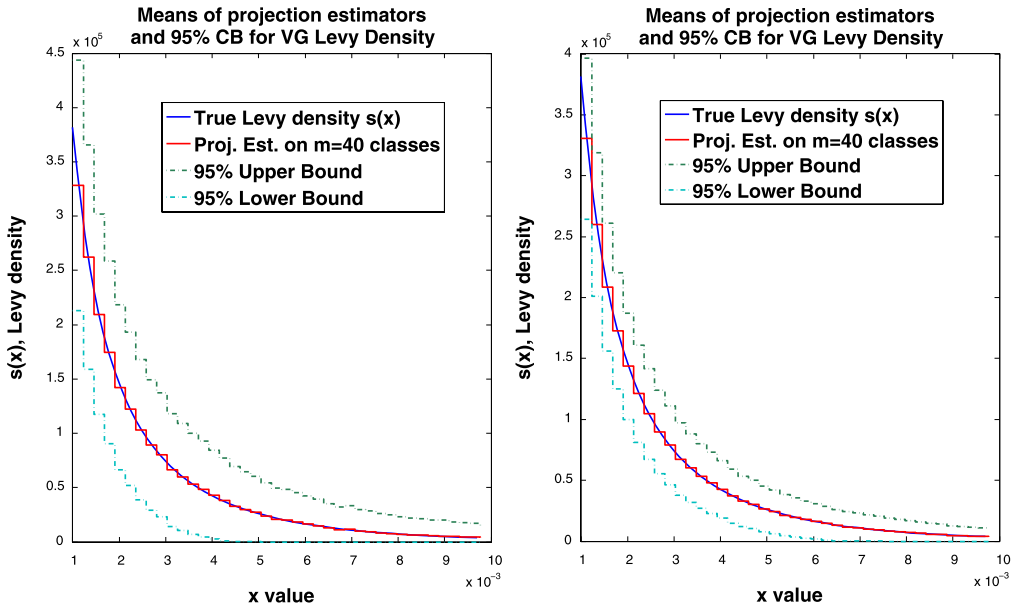 Means of projection estimators
and 95% CB for VG Levy Density
x 10⁵
4.5
4
3.5
3
2.5
2
1.5
1
0.5
0
s(x), Levy density
True Levy density s(x)
Proj. Est. on m=40 classes
95% Upper Bound
95% Lower Bound
1 2 3 4 5 6 7 8 9 10
x 10⁻³
x value
Means of projection estimators
and 95% CB for VG Levy Density
x 10⁵
4
3.5
3
2.5
2
1.5
1
0.5
0
s(x), Levy density
True Levy density s(x)
Proj. Est. on m=40 classes
95% Upper Bound
95% Lower Bound
1 2 3 4 5 6 7 8 9 10
x 10⁻³
x value